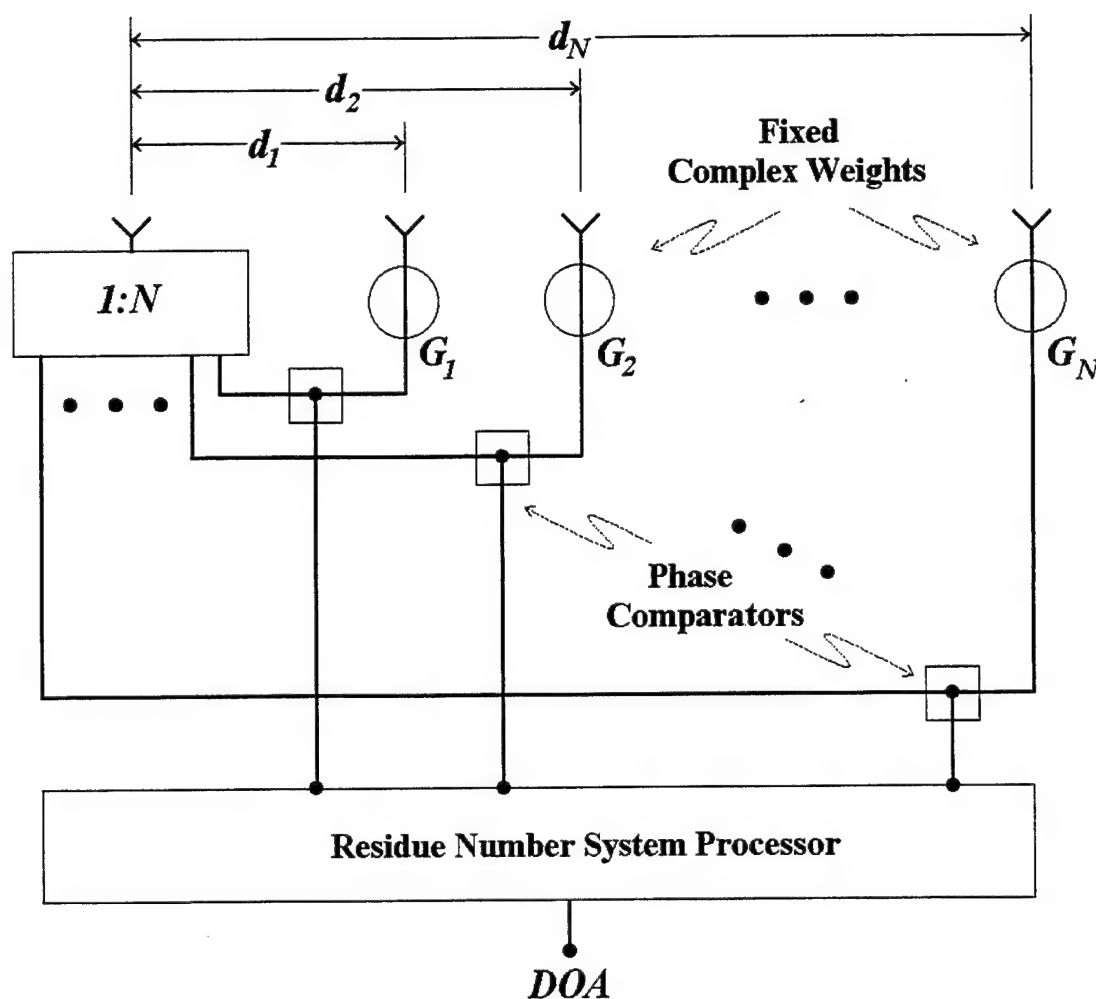 d_N
d_2
d_1
Fixed
Complex Weights
1:N
G_1
G_2
G_N
Phase
Comparators
Residue Number System Processor
DOA